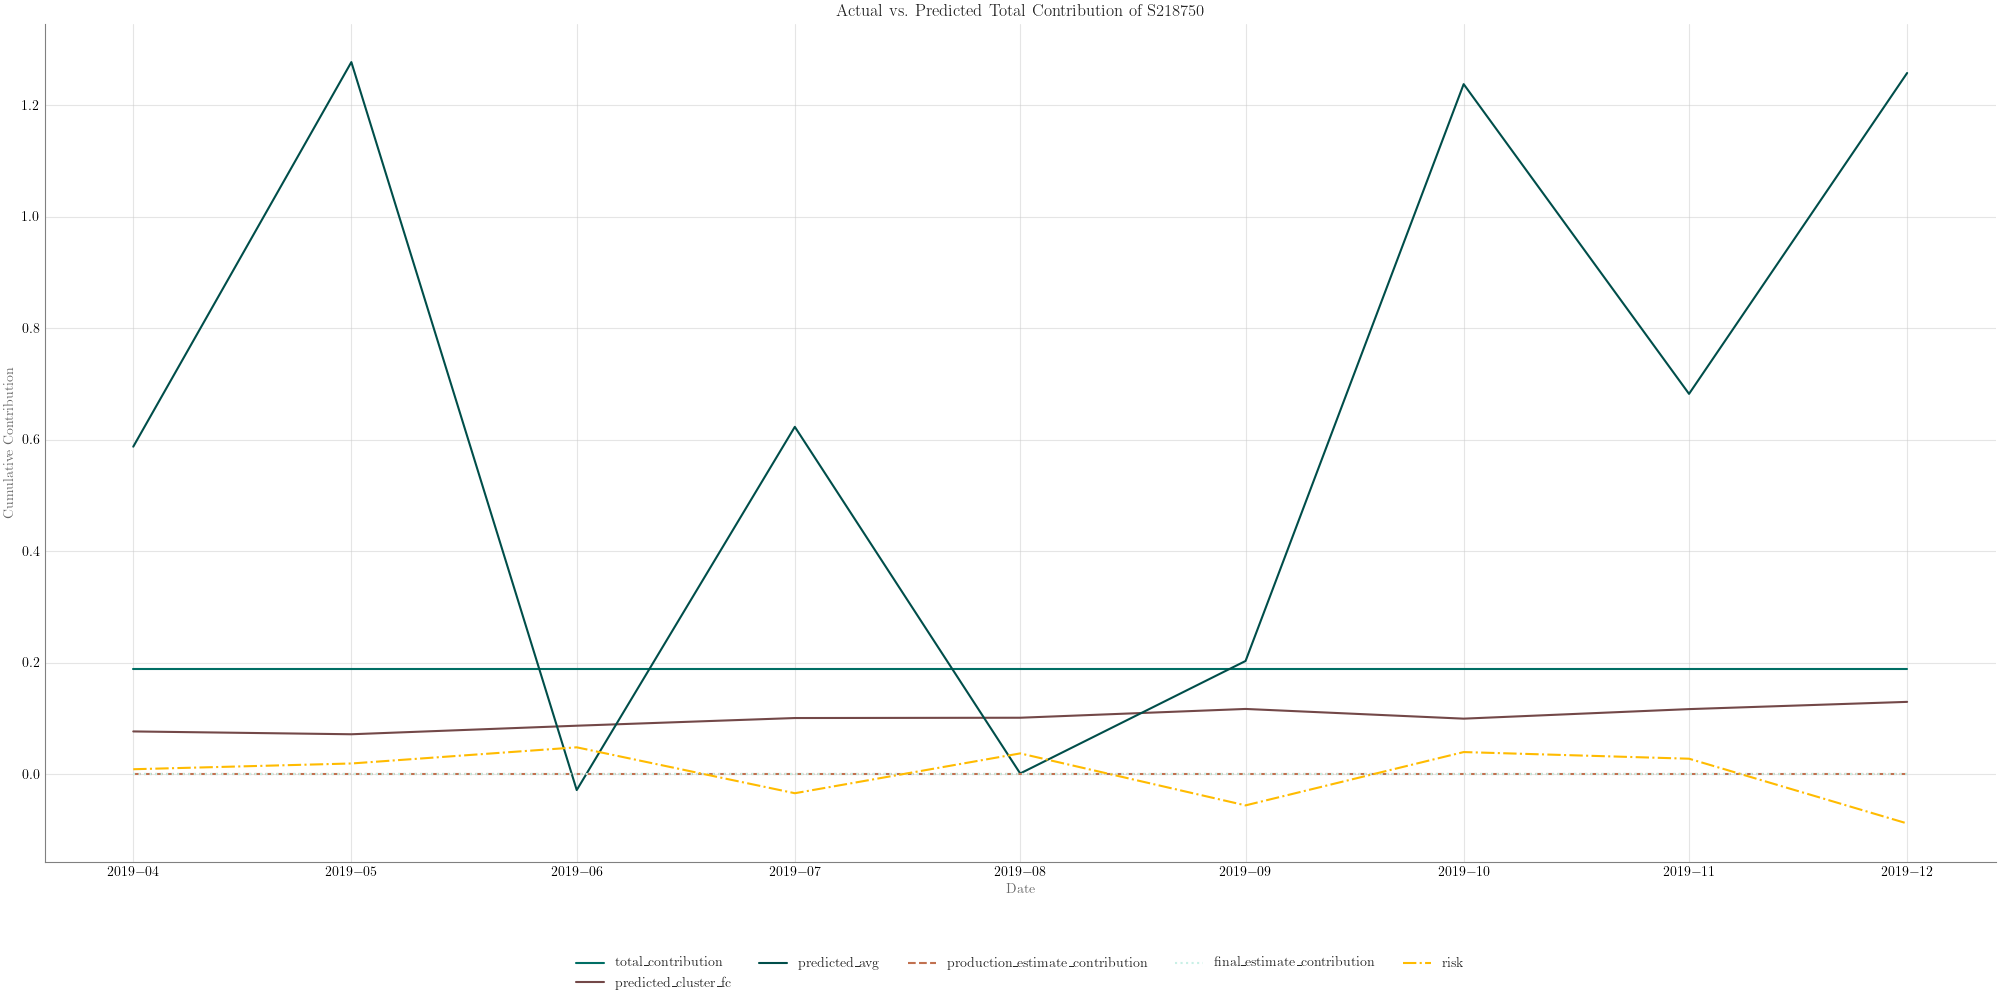 Actual vs. Predicted Total Contribution of S218750
Cumulative Contribution
1.2
1.0
0.8
0.6
0.4
0.2
0.0
2019−04 2019−05 2019−06 2019−07 2019−08 2019−09 2019−10 2019−11 2019−12
Date
total_contribution predicted_avg production_estimate_contribution final_estimate_contribution risk
predicted_cluster_fc